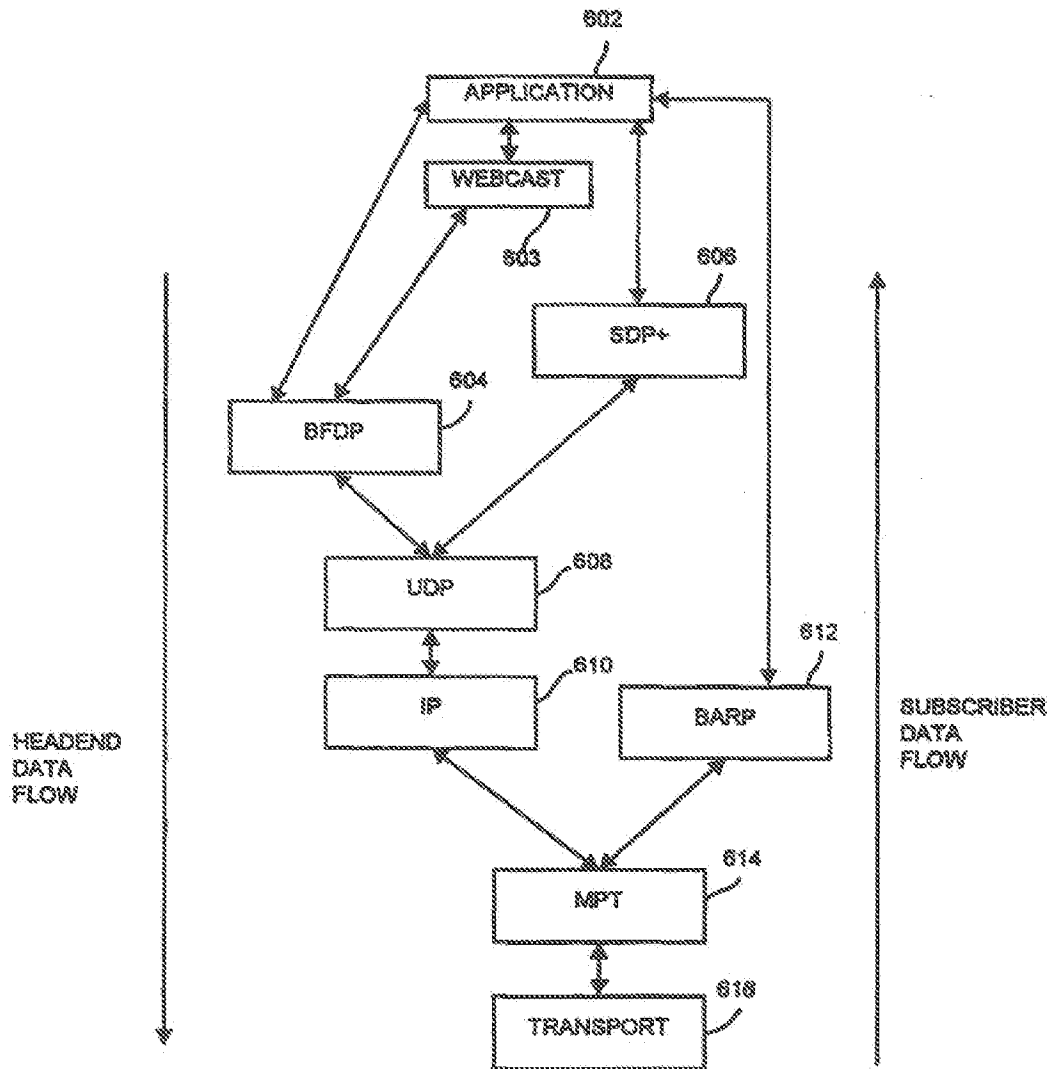 602
APPLICATION
WEBCAST
603
606
SDP+
604
BFDP
608
UDP
612
610
IP
BARP
HEADEND
DATA
FLOW
SUBSCRIBER
DATA
FLOW
614
MPT
616
TRANSPORT